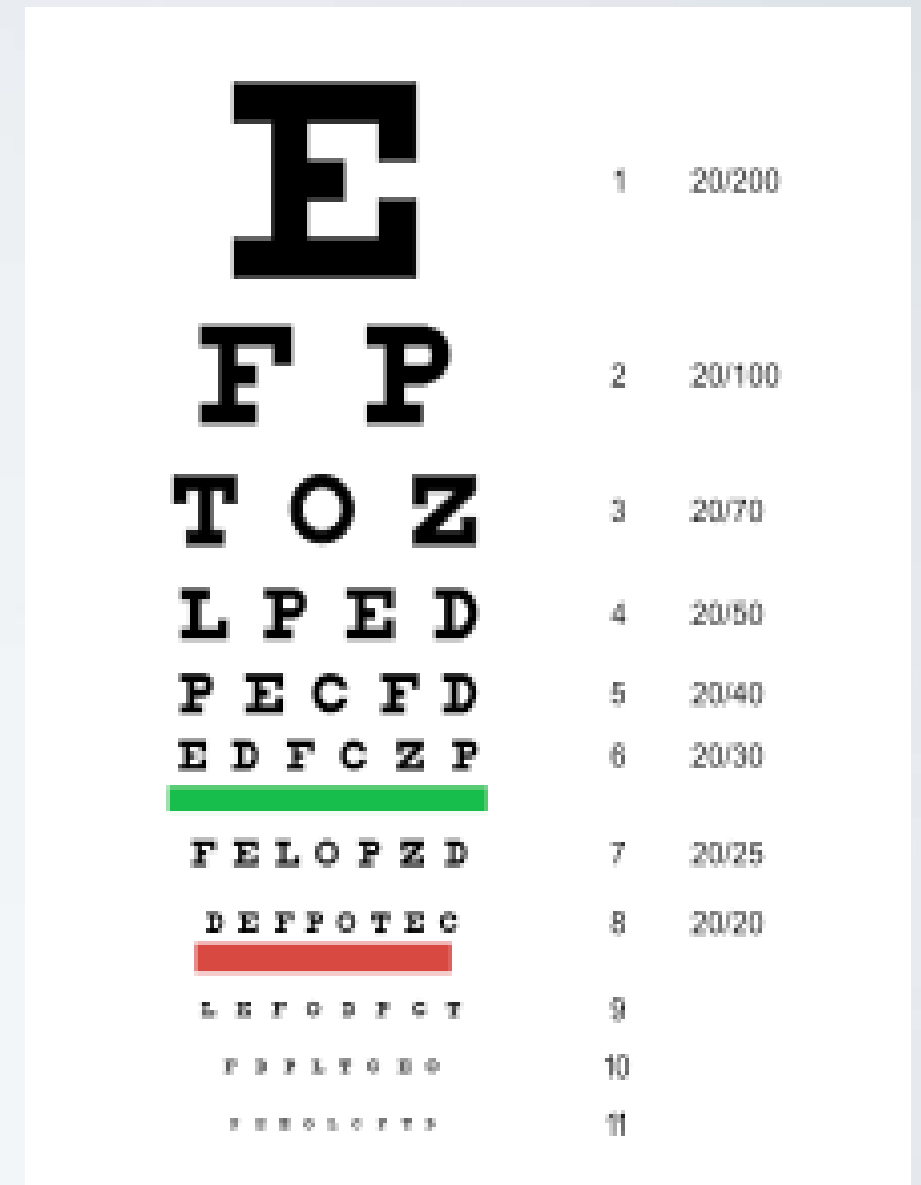 E 1 20/200
F P 2 20/100
T O Z 3 20/70
L P E D 4 20/50
P E C F D 5 20/40
E D F C Z P 6 20/30
F E L O P Z D 7 20/25
D E F P O T E C 8 20/20
L E F O D P C T 9
10
11